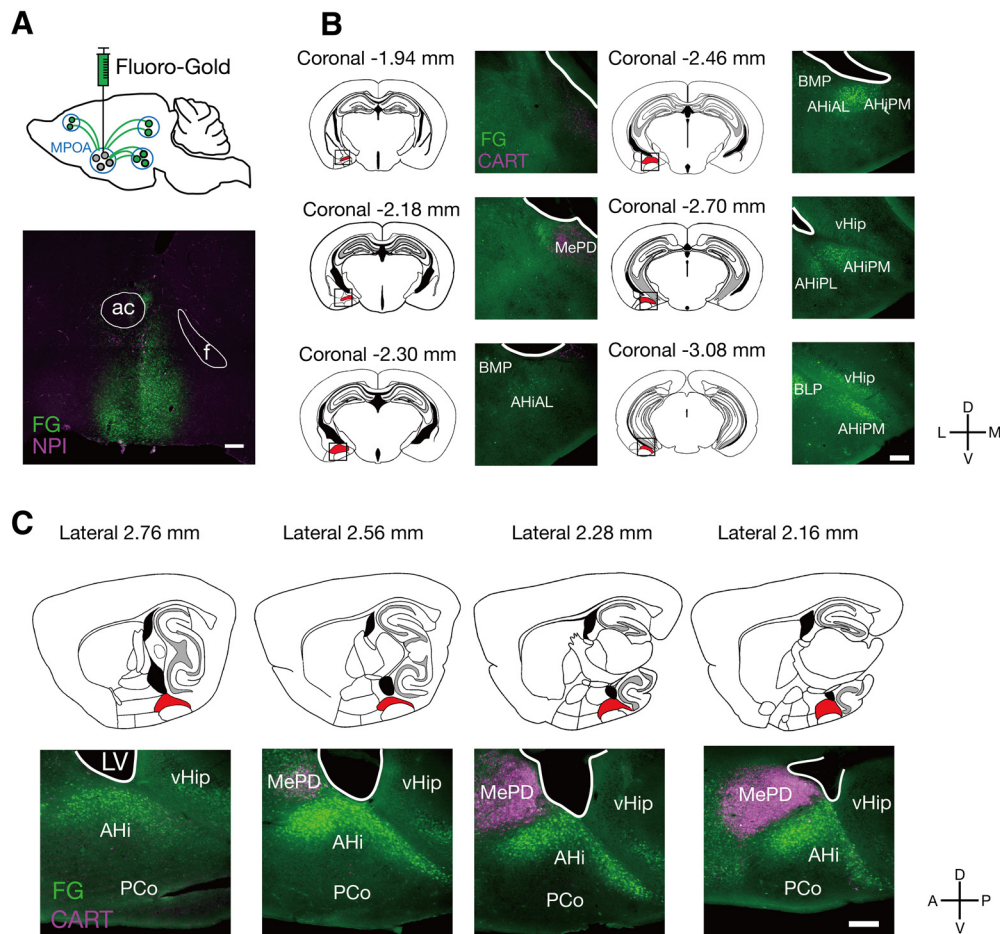 A
Fluoro-Gold
MPOA
ac
f
FG
NPI
B
Coronal -1.94 mm
FG
CART
Coronal -2.46 mm
BMP
AHiAL
AHiPM
Coronal -2.18 mm
MePD
Coronal -2.70 mm
vHip
AHiPM
AHiPL
Coronal -2.30 mm
BMP
AHiAL
Coronal -3.08 mm
vHip
BLP
AHiPM
D
L
M
V
C
Lateral 2.76 mm
Lateral 2.56 mm
Lateral 2.28 mm
Lateral 2.16 mm
LV
vHip
AHi
PCo
FG
CART
MePD
vHip
AHi
PCo
MePD
vHip
AHi
PCo
MePD
vHip
AHi
PCo
D
A
P
V